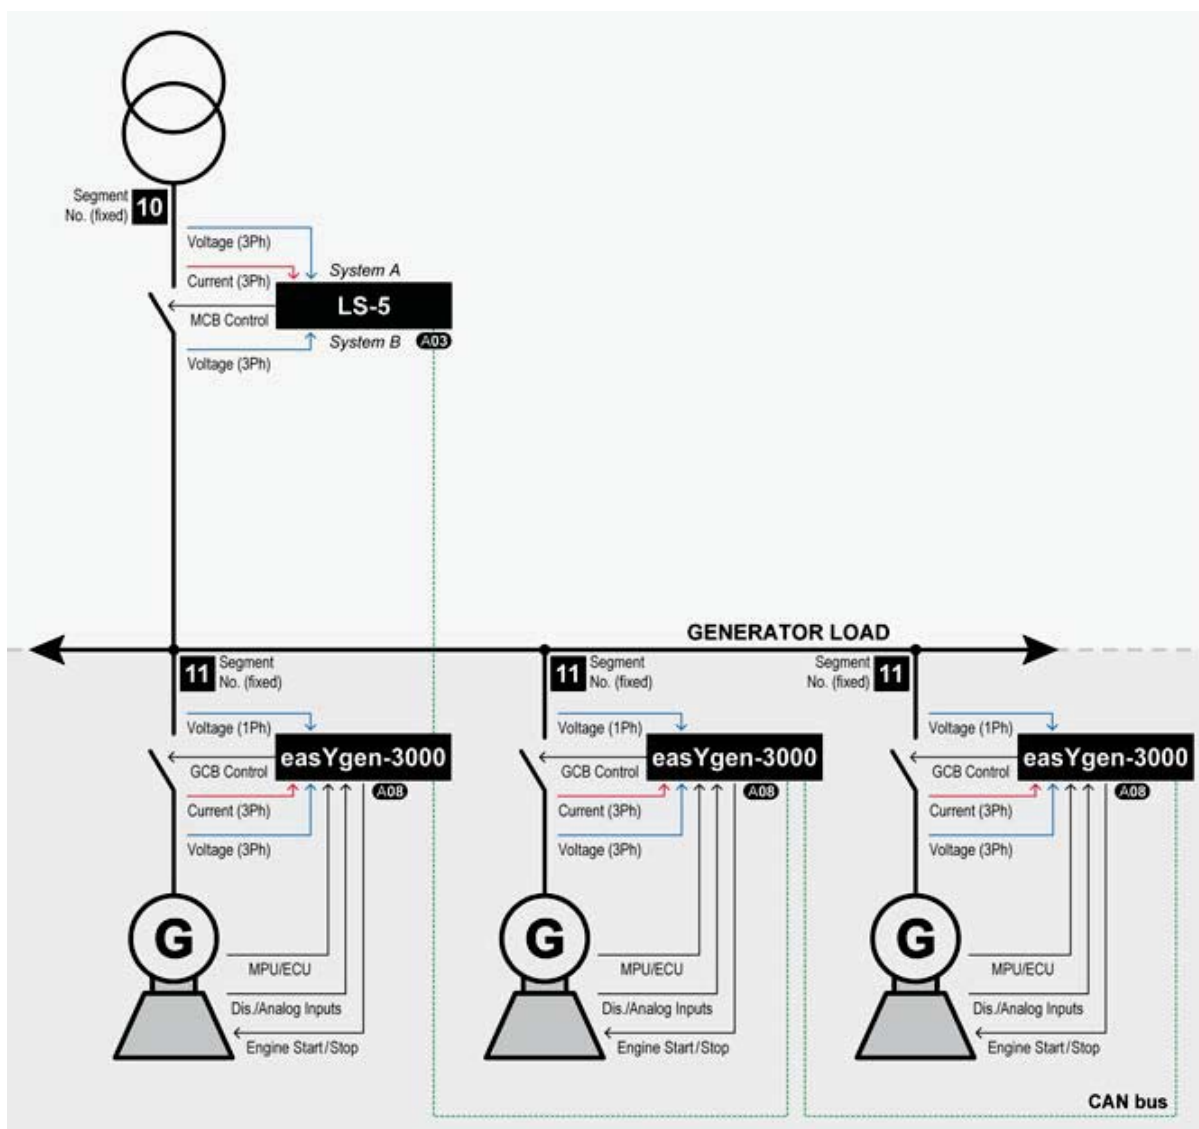 Segment
No. (fixed)
10
Voltage (3Ph)
Current (3Ph)
System A
LS-5
MCB Control
System B
A03
Voltage (3Ph)
GENERATOR LOAD
11
Segment
No. (fixed)
11
Segment
No. (fixed)
Segment
No. (fixed)
11
Voltage (1Ph)
easYgen-3000
GCB Control
A08
Current (3Ph)
Voltage (3Ph)
G
MPU/ECU
Dis./Analog Inputs
Engine Start/Stop
Voltage (1Ph)
easYgen-3000
GCB Control
A08
Current (3Ph)
Voltage (3Ph)
G
MPU/ECU
Dis./Analog Inputs
Engine Start/Stop
Voltage (1Ph)
easYgen-3000
GCB Control
A08
Current (3Ph)
Voltage (3Ph)
G
MPU/ECU
Dis./Analog Inputs
Engine Start/Stop
CAN bus